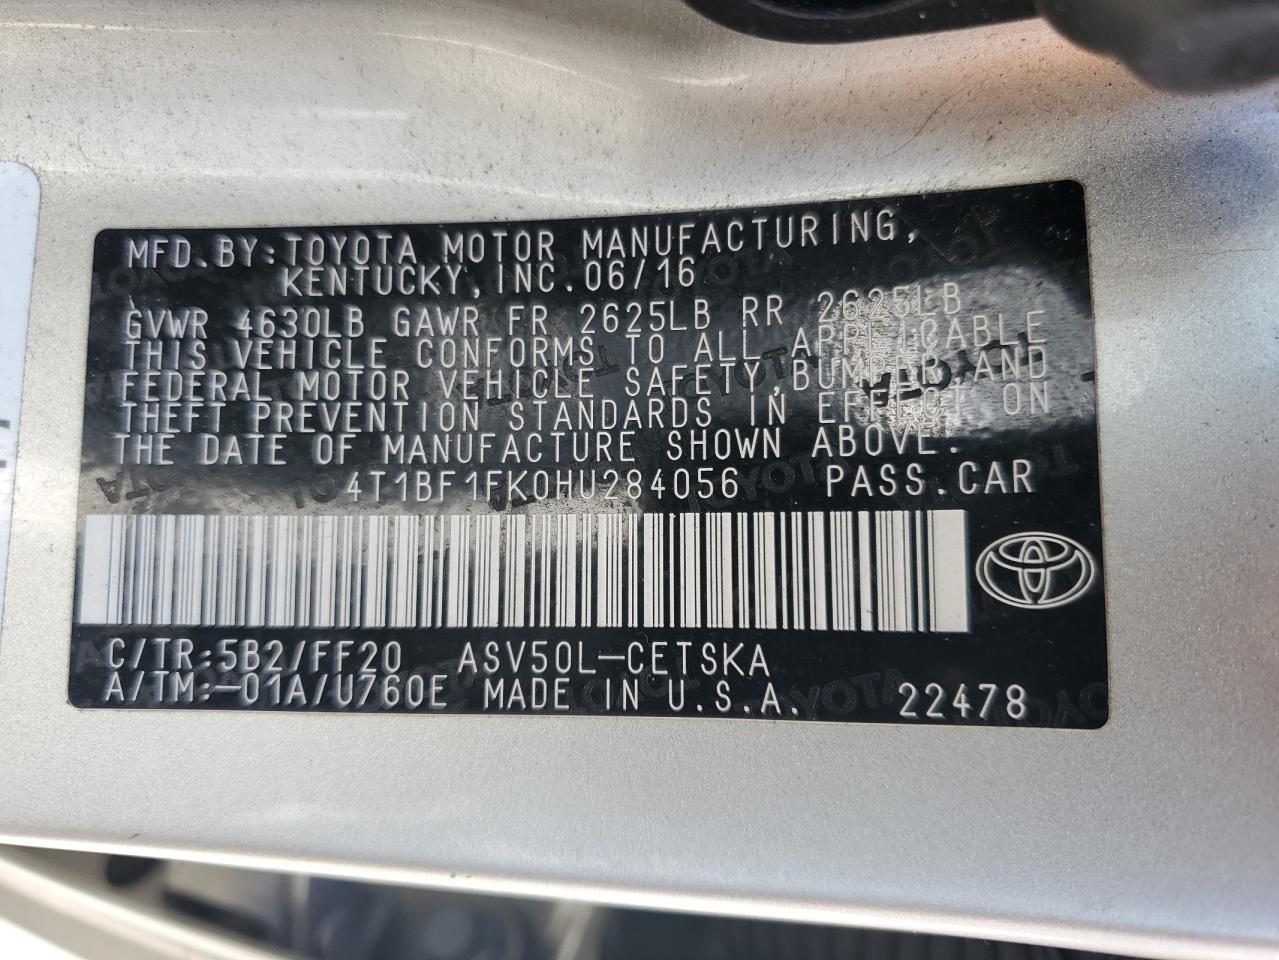 MFD.BY:TOYOTA MOTOR MANUFACTURING,
KENTUCKY,INC.06/16
GVWR 4630LB GAWR FR 2625LB RR 2625LB
THIS VEHICLE CONFORMS TO ALL APPLICABLE
FEDERAL MOTOR VEHICLE SAFETY,BUMPER,AND
THEFT PREVENTION STANDARDS IN EFFECT ON
THE DATE OF MANUFACTURE SHOWN ABOVE.
4T1BF1FK0HU284056 PASS.CAR
C/TR:5B2/FF20 ASV50L-CETSKA
A/TM:-01A/U760E MADE IN U.S.A. 22478